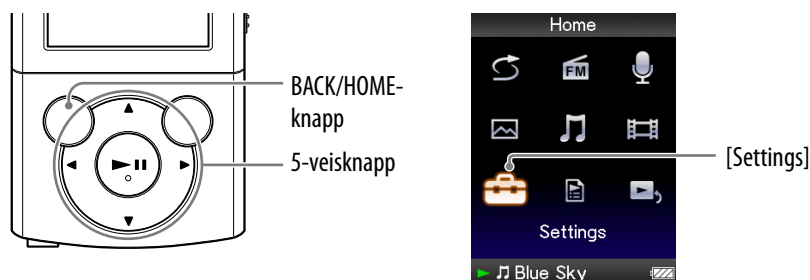 BACK/HOME-
knapp
5-veisknapp
Home
FM
[Settings]
Settings
Blue Sky